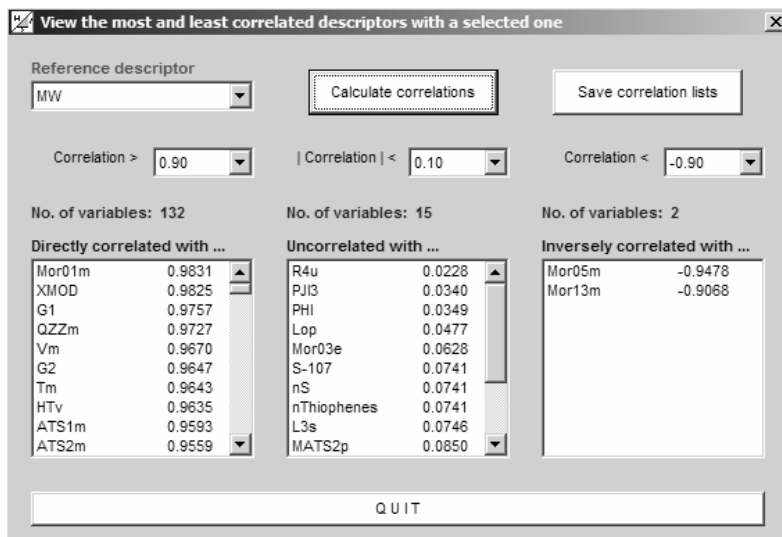 View the most and least correlated descriptors with a selected one
Reference descriptor
MW
Calculate correlations
Save correlation lists
Correlation > 0.90
| Correlation | < 0.10
Correlation < -0.90
No. of variables: 132
No. of variables: 15
No. of variables: 2
Directly correlated with ...
Mor01m 0.9831
XMOD 0.9825
G1 0.9757
QZZm 0.9727
Vm 0.9670
G2 0.9647
Tm 0.9643
HTv 0.9635
ATS1m 0.9593
ATS2m 0.9559
Uncorrelated with ...
R4u 0.0228
PJI3 0.0340
PHI 0.0349
Lop 0.0477
Mor03e 0.0628
S-107 0.0741
nS 0.0741
nThiophenes 0.0741
L3s 0.0746
MATS2p 0.0850
Inversely correlated with ...
Mor05m -0.9478
Mor13m -0.9068
QUIT